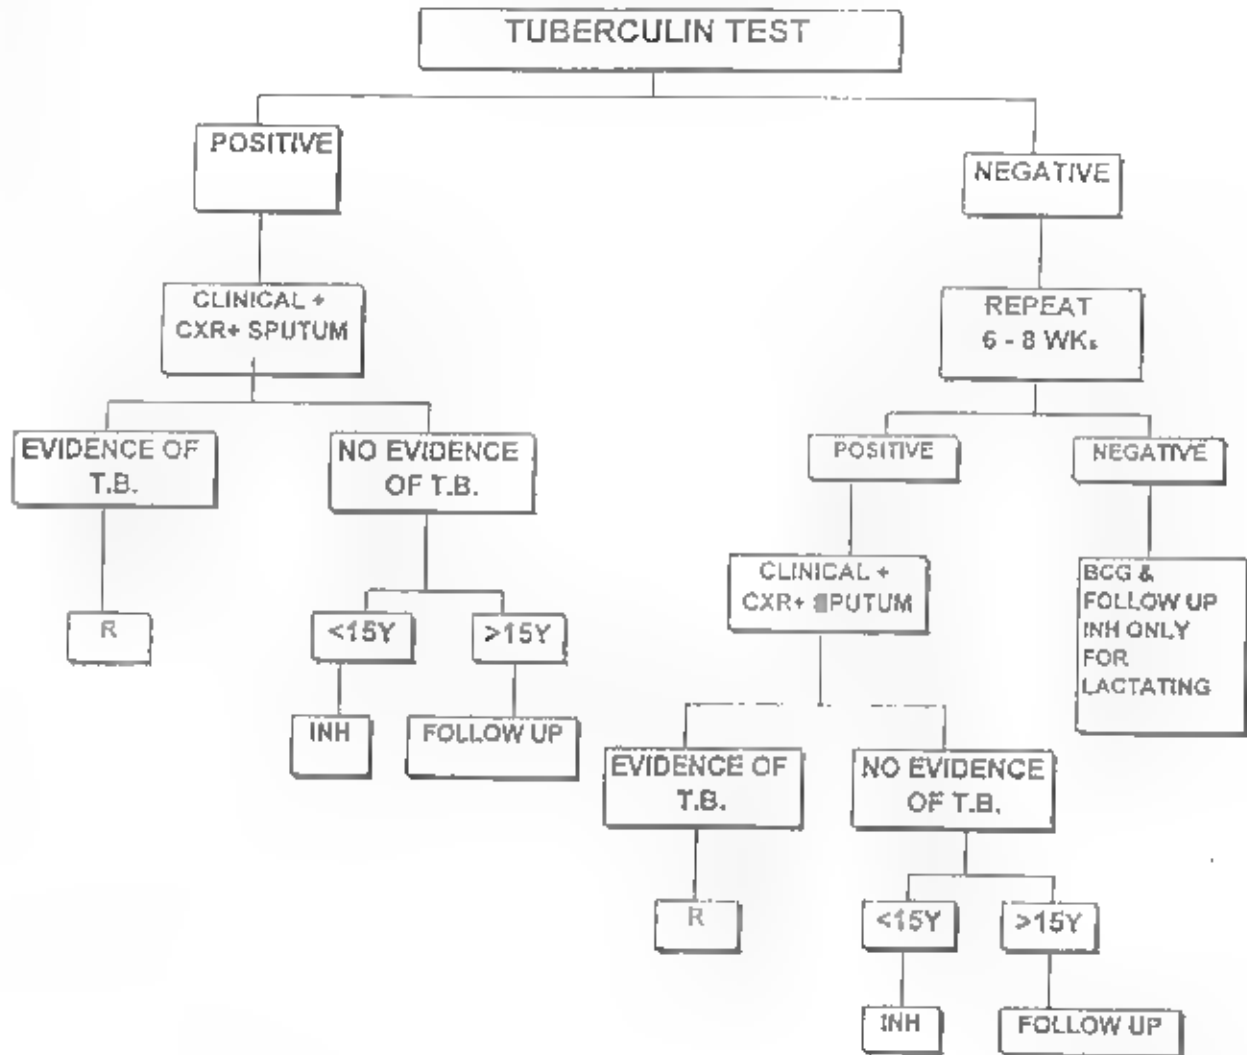 TUBERCULIN TEST
POSITIVE
NEGATIVE
CLINICAL +
CXR+ SPUTUM
REPEAT
6 - 8 WKs
EVIDENCE OF
T.B.
NO EVIDENCE
OF T.B.
POSITIVE
NEGATIVE
R
<15Y
>15Y
CLINICAL +
CXR+ SPUTUM
BCG &
FOLLOW UP
INH ONLY
FOR
LACTATING
INH
FOLLOW UP
EVIDENCE OF
T.B.
NO EVIDENCE
OF T.B.
R
<15Y
>15Y
INH
FOLLOW UP